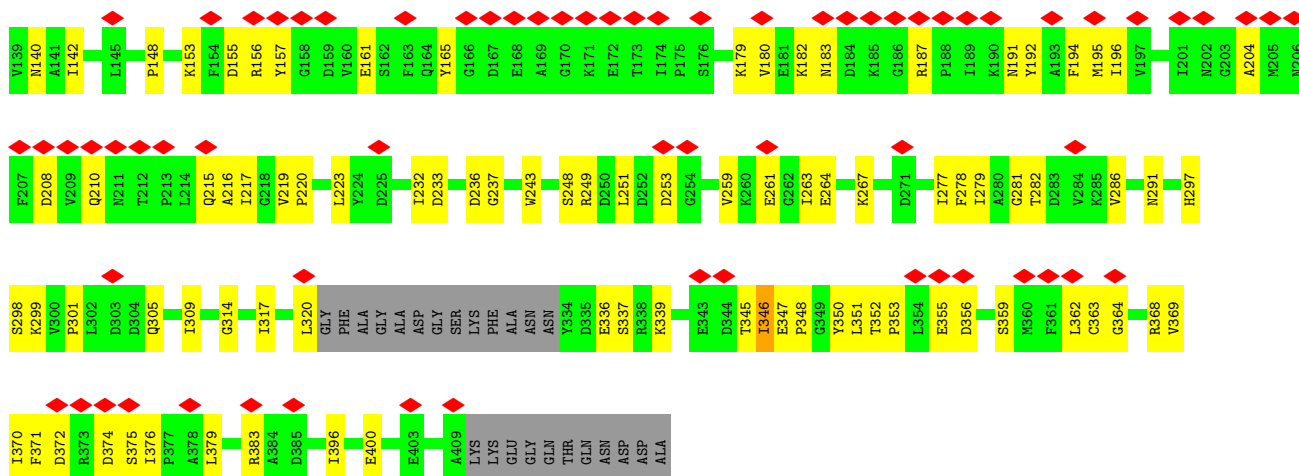 V139 N140 A141 I142 L145 P148 K153 F154 D155 R156 Y157 G158 D159 V160 E161 S162 F163 Q164 Y165 G166 D167 E168 A169 G170 K171 E172 T173 I174 P175 S176 K179 V180 E181 K182 N183 D184 K185 G186 R187 P188 I189 K190 N191 Y192 A193 F194 M195 I196 V197 I201 N202 G203 A204 M205 N206
F207 D208 V209 Q210 N211 T212 P213 L214 Q215 A216 I217 G218 V219 P220 L223 Y224 D225 I232 D233 D236 G237 W243 S248 R249 D250 L251 D252 D253 G254 V259 K260 E261 G262 I263 E264 K267 D271 I277 F278 I279 A280 G281 T282 D283 V284 K285 V286 N291 H297
S298 K299 V300 P301 L302 D303 D304 Q305 I309 G314 I317 L320 GLY PHE ALA GLY ALA ASP GLY SER LYS PHE ALA ASN ASN Y334 D335 E336 S337 R338 K339 E343 D344 T345 I346 E347 P348 G349 Y350 L351 T352 P353 L354 E355 D356 S359 M360 F361 L362 C363 G364 R368 V369
I370 F371 D372 R373 D374 S375 I376 P377 A378 L379 R383 A384 D385 I396 E400 E403 A409 LYS LYS GLU GLY GLN THR GLN ASN ASP ASP ALA